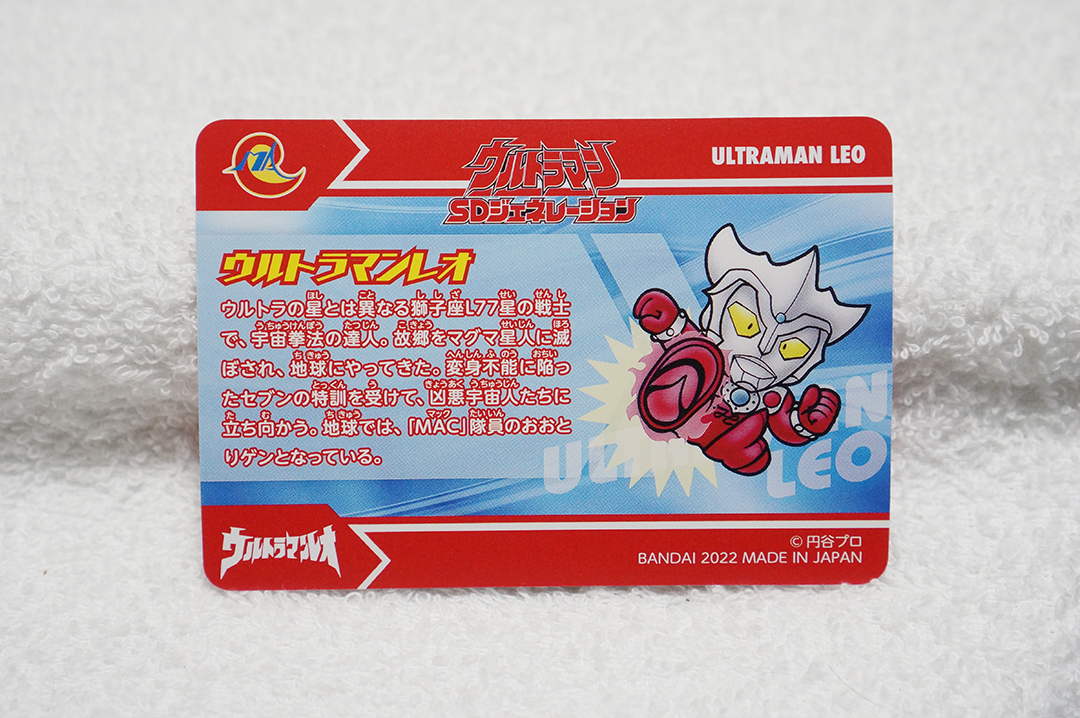 MAC
ウルトラマン
SDジェネレーション
ULTRAMAN LEO
ウルトラマンレオ
ウルトラの星とは異なる獅子座L77星の戦士
で、宇宙拳法の達人。故郷をマグマ星人に滅
ぼされ、地球にやってきた。変身不能に陥っ
たセブンの特訓を受けて、凶悪宇宙人たちに
立ち向かう。地球では、「MAC」隊員のおおと
りゲンとなっている。
LEO
ウルトラマンレオ
© 円谷プロ
BANDAI 2022 MADE IN JAPAN